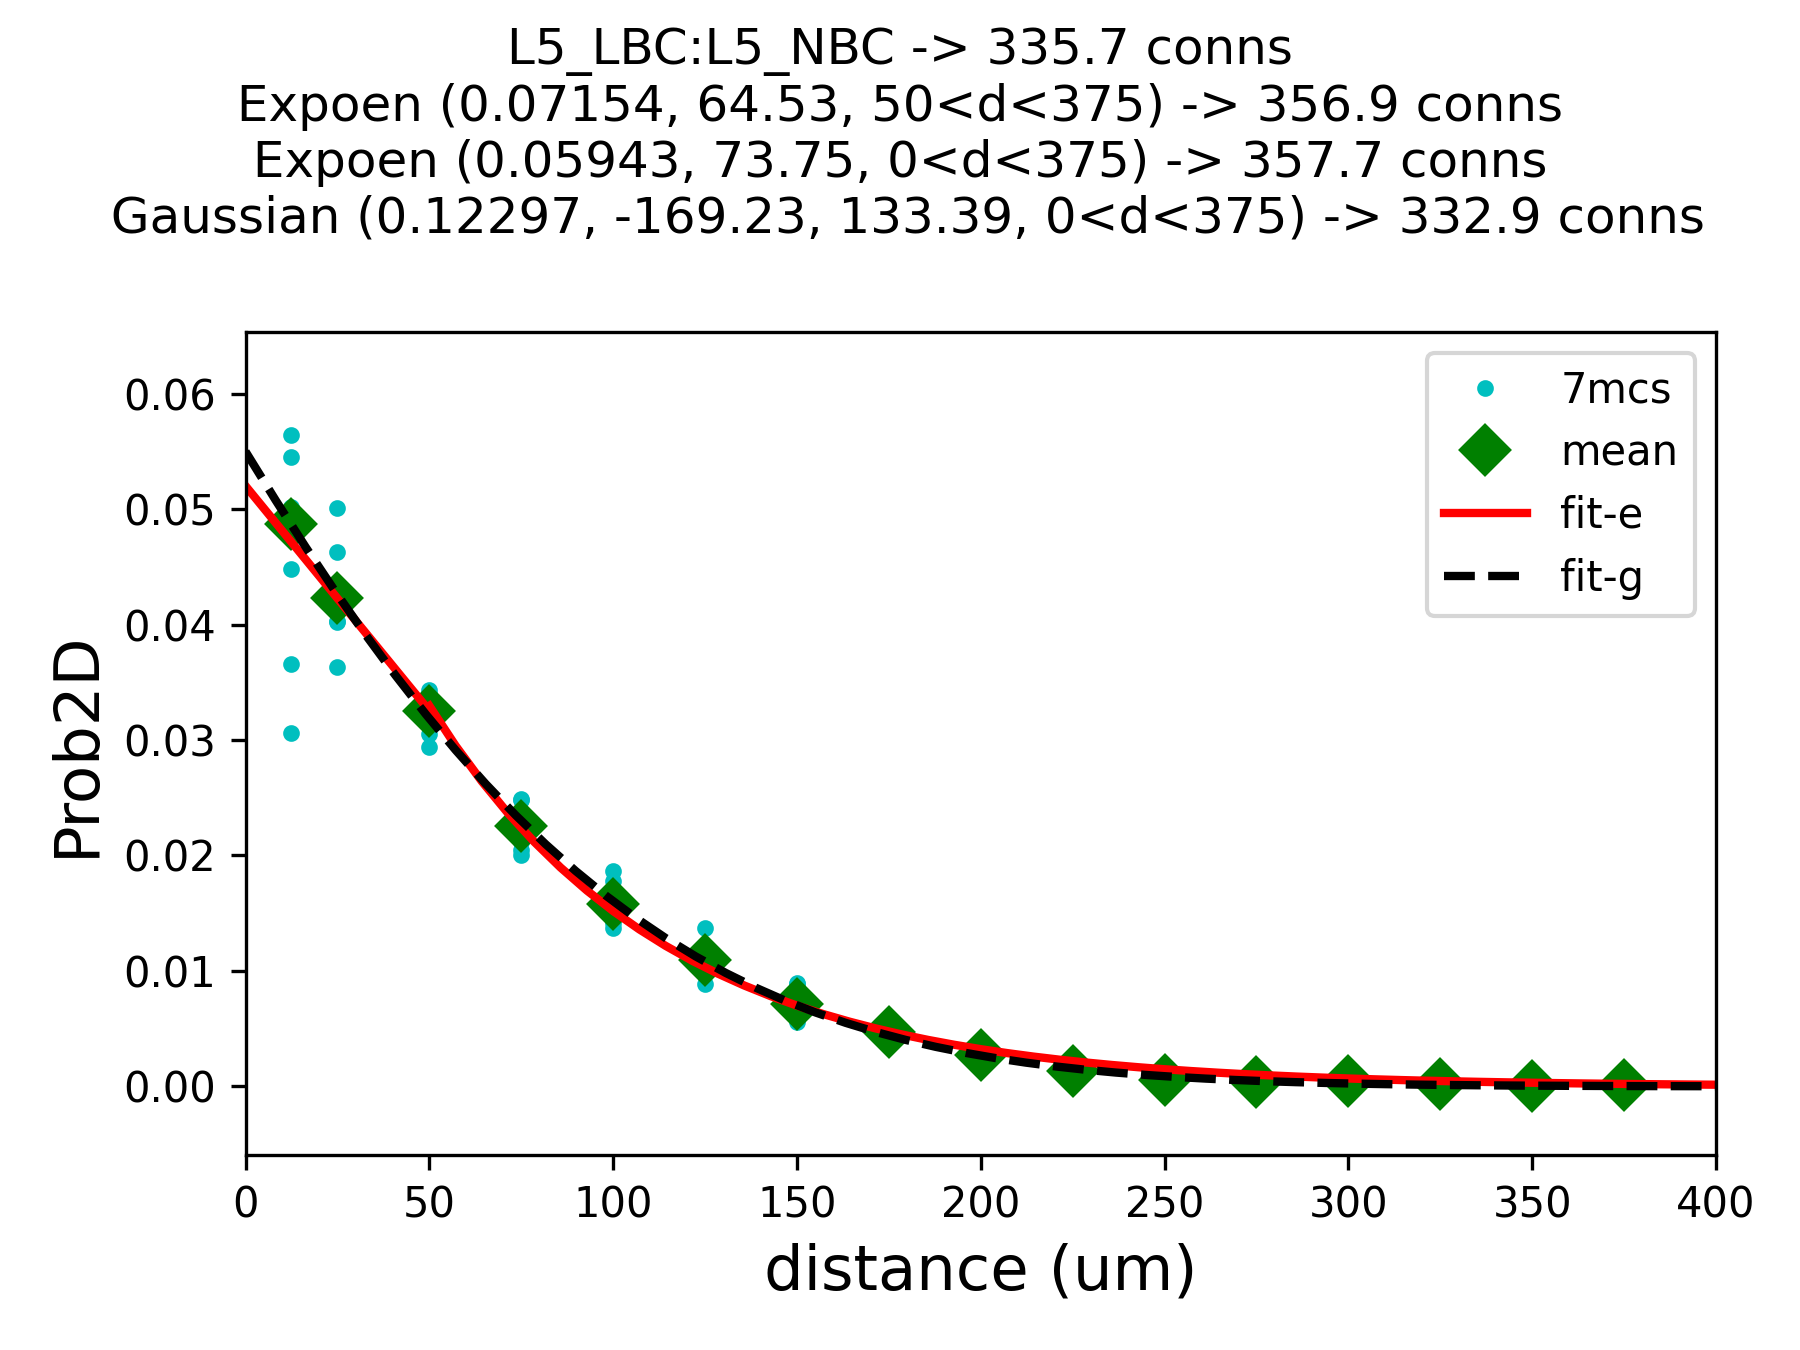 L5_LBC:L5_NBC -> 335.7 conns
Expoen (0.07154, 64.53, 50<d<375) -> 356.9 conns
Expoen (0.05943, 73.75, 0<d<375) -> 357.7 conns
Gaussian (0.12297, -169.23, 133.39, 0<d<375) -> 332.9 conns
7mcs
mean
fit-e
fit-g
Prob2D
0.06
0.05
0.04
0.03
0.02
0.01
0.00
0 50 100 150 200 250 300 350 400
distance (um)